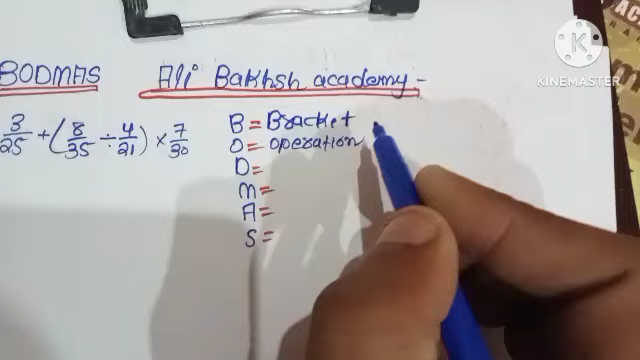 BODMAS Ali Bakhsh academy-
3/25 + (8/35 ÷ 4/21) × 7/30
B = Bracket
O = operation
D =
M =
A =
S =
KINEMASTER